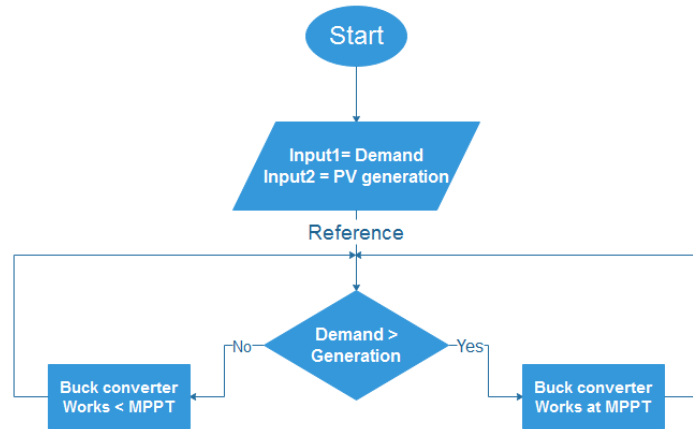 Start
Input1= Demand
Input2 = PV generation
Reference
Demand >
Generation
No
Yes
Buck converter
Works < MPPT
Buck converter
Works at MPPT